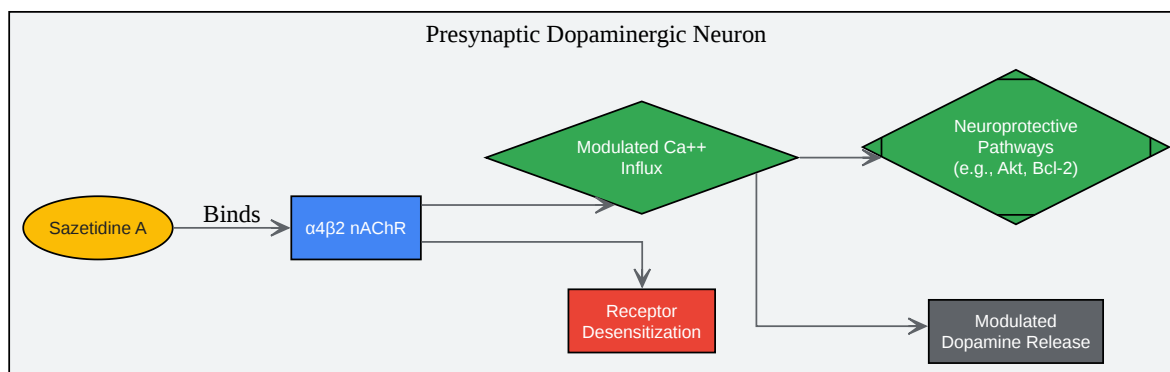 Presynaptic Dopaminergic Neuron
Sazetidine A
Binds
α4β2 nAChR
Modulated Ca++
Influx
Neuroprotective
Pathways
(e.g., Akt, Bcl-2)
Receptor
Desensitization
Modulated
Dopamine Release